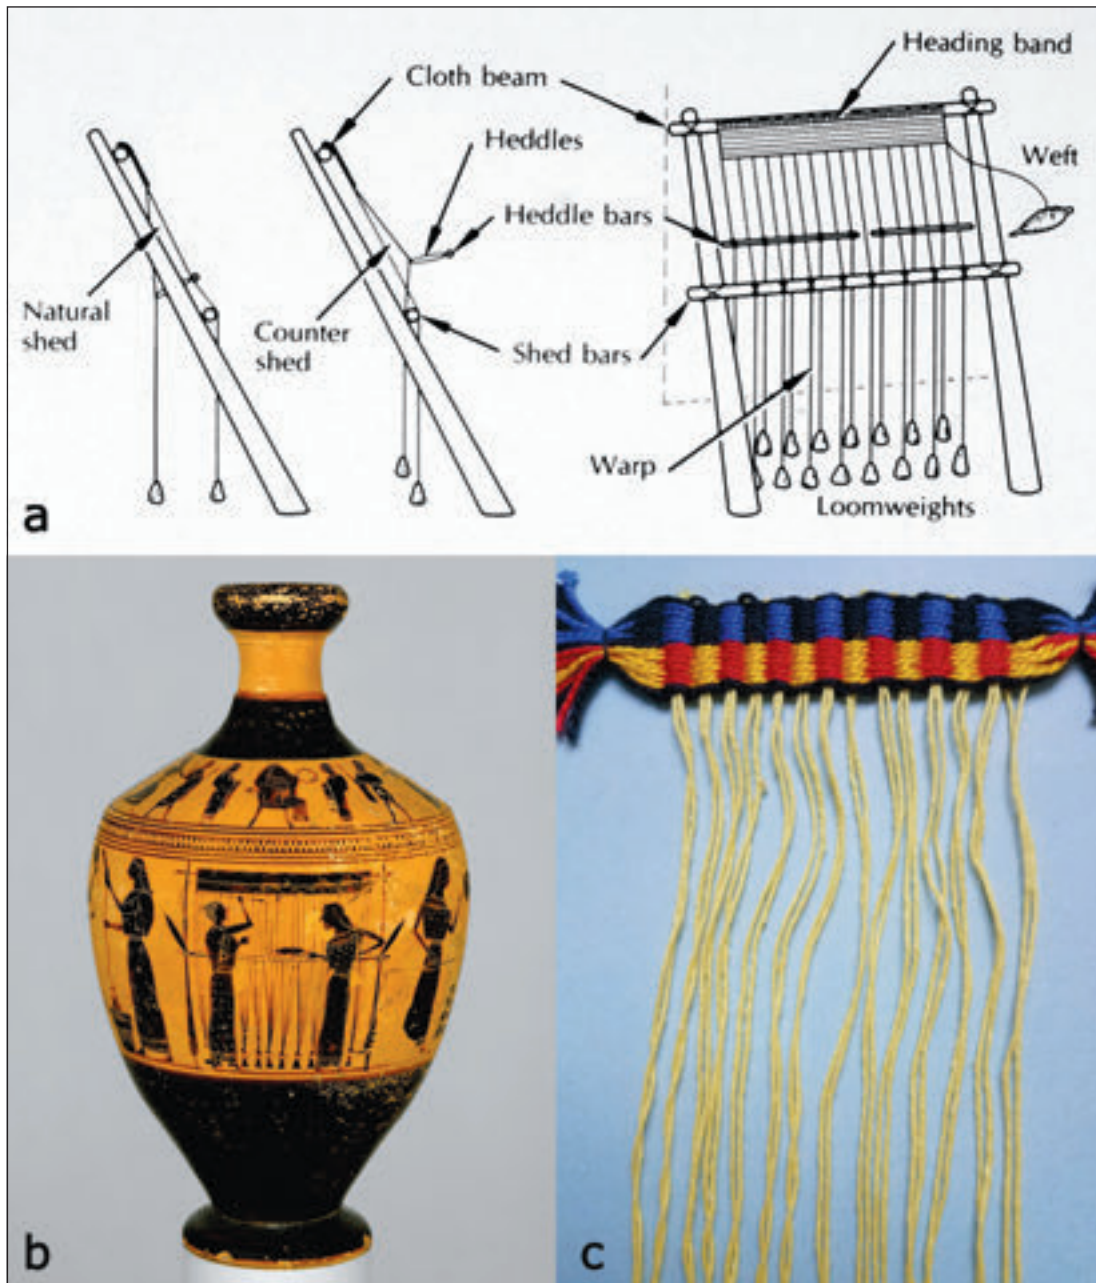 Heading band
Cloth beam
Heddles
Weft
Heddle bars
Natural
shed
Counter
shed
Shed bars
Warp
Loomweights
a
b
c